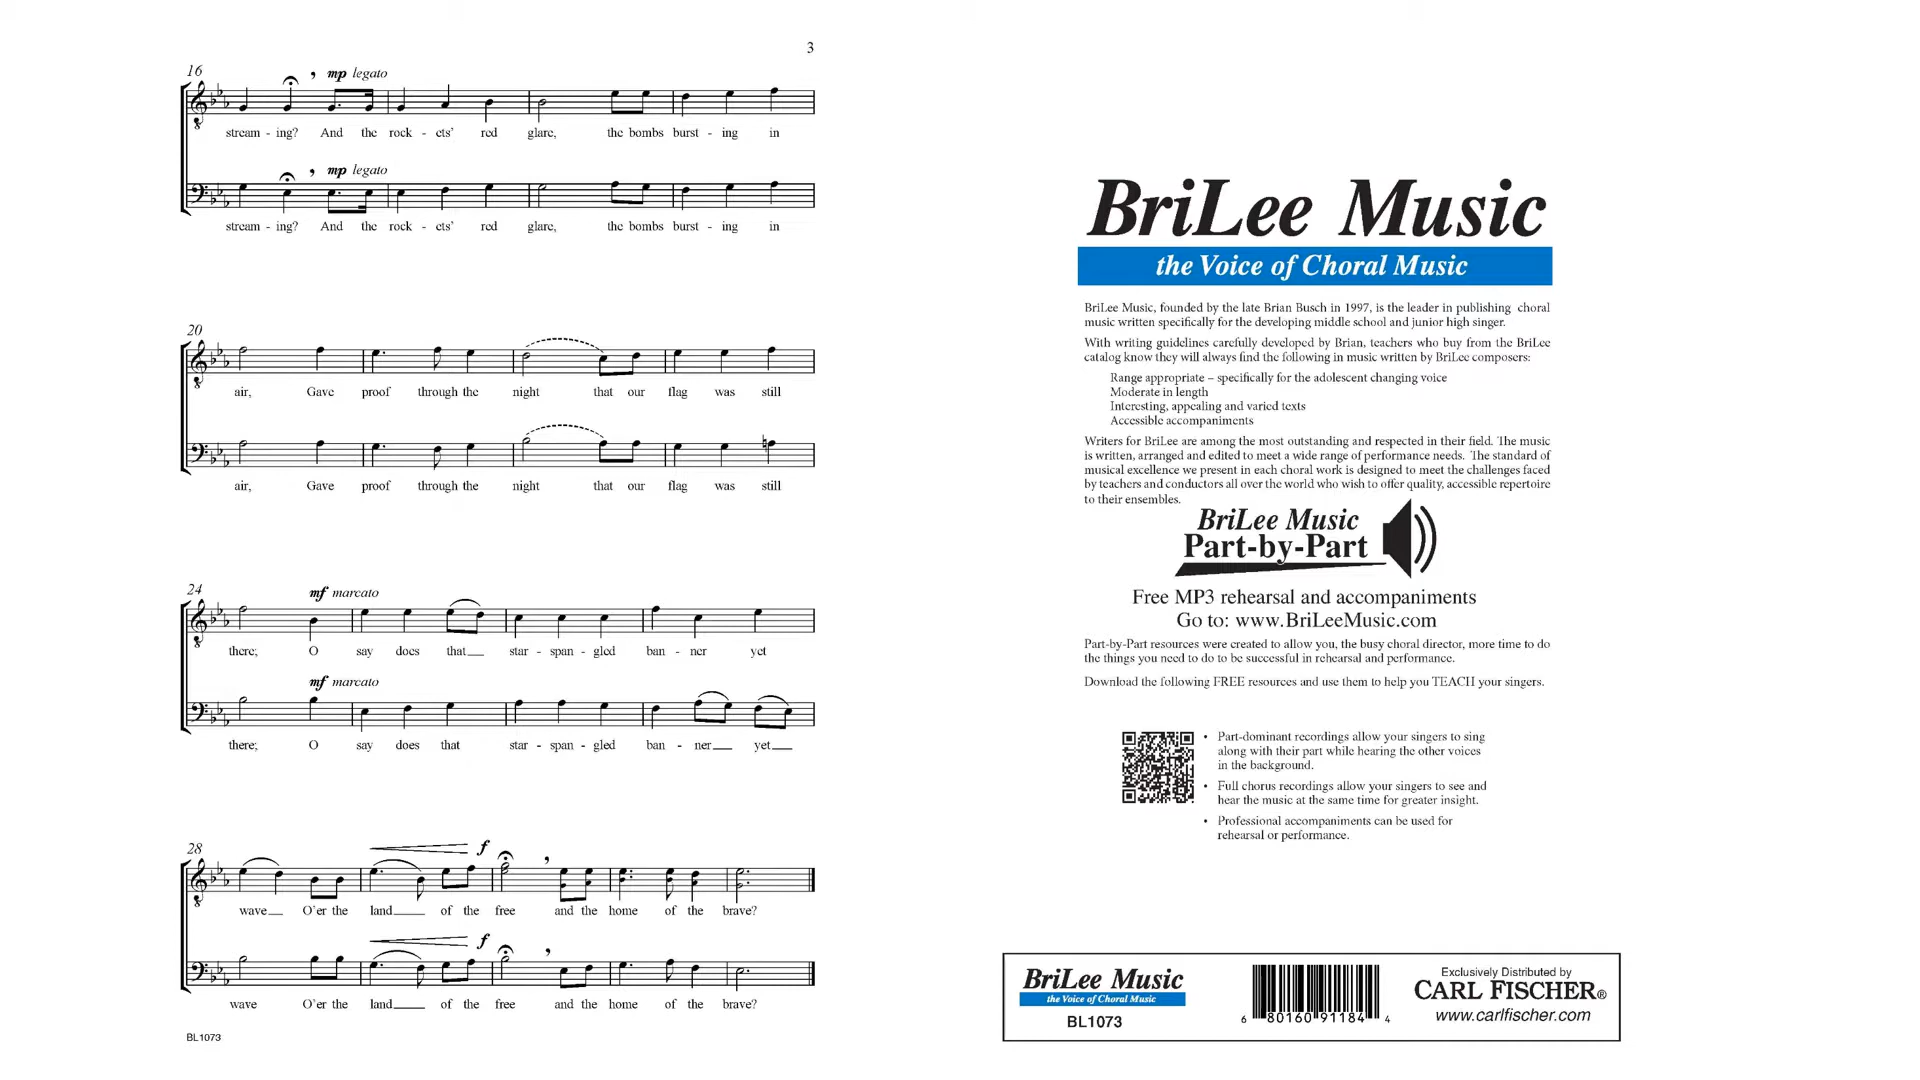 3
16
mp legato
stream - ing? And the rock - ets' red glare, the bombs burst - ing in
mp legato
stream - ing? And the rock - ets' red glare, the bombs burst - ing in
20
air, Gave proof through the night that our flag was still
air, Gave proof through the night that our flag was still
24
mf marcato
there; O say does that star - span - gled ban - ner yet
mf marcato
there; O say does that star - span - gled ban - ner yet
28
f
wave O'er the land of the free and the home of the brave?
f
wave O'er the land of the free and the home of the brave?
BL1073
BriLee Music
the Voice of Choral Music
BriLee Music, founded by the late Brian Busch in 1997, is the leader in publishing choral
music written specifically for the developing middle school and junior high singer.
With writing guidelines carefully developed by Brian, teachers who buy from the BriLee
catalog know they will always find the following in music written by BriLee composers:
Range appropriate – specifically for the adolescent changing voice
Moderate in length
Interesting, appealing and varied texts
Accessible accompaniments
Writers for BriLee are among the most outstanding and respected in their field. The music
is written, arranged and edited to meet a wide range of performance needs. The standard of
musical excellence we present in each choral work is designed to meet the challenges faced
by teachers and conductors all over the world who wish to offer quality, accessible repertoire
to their ensembles.
BriLee Music
Part-by-Part
Free MP3 rehearsal and accompaniments
Go to: www.BriLeeMusic.com
Part-by-Part resources were created to allow you, the busy choral director, more time to do
the things you need to do to be successful in rehearsal and performance.
Download the following FREE resources and use them to help you TEACH your singers.
• Part-dominant recordings allow your singers to sing
along with their part while hearing the other voices
in the background.
• Full chorus recordings allow your singers to see and
hear the music at the same time for greater insight.
• Professional accompaniments can be used for
rehearsal or performance.
BriLee Music
the Voice of Choral Music
BL1073
6 80160 91184 4
Exclusively Distributed by
CARL FISCHER®
www.carlfischer.com